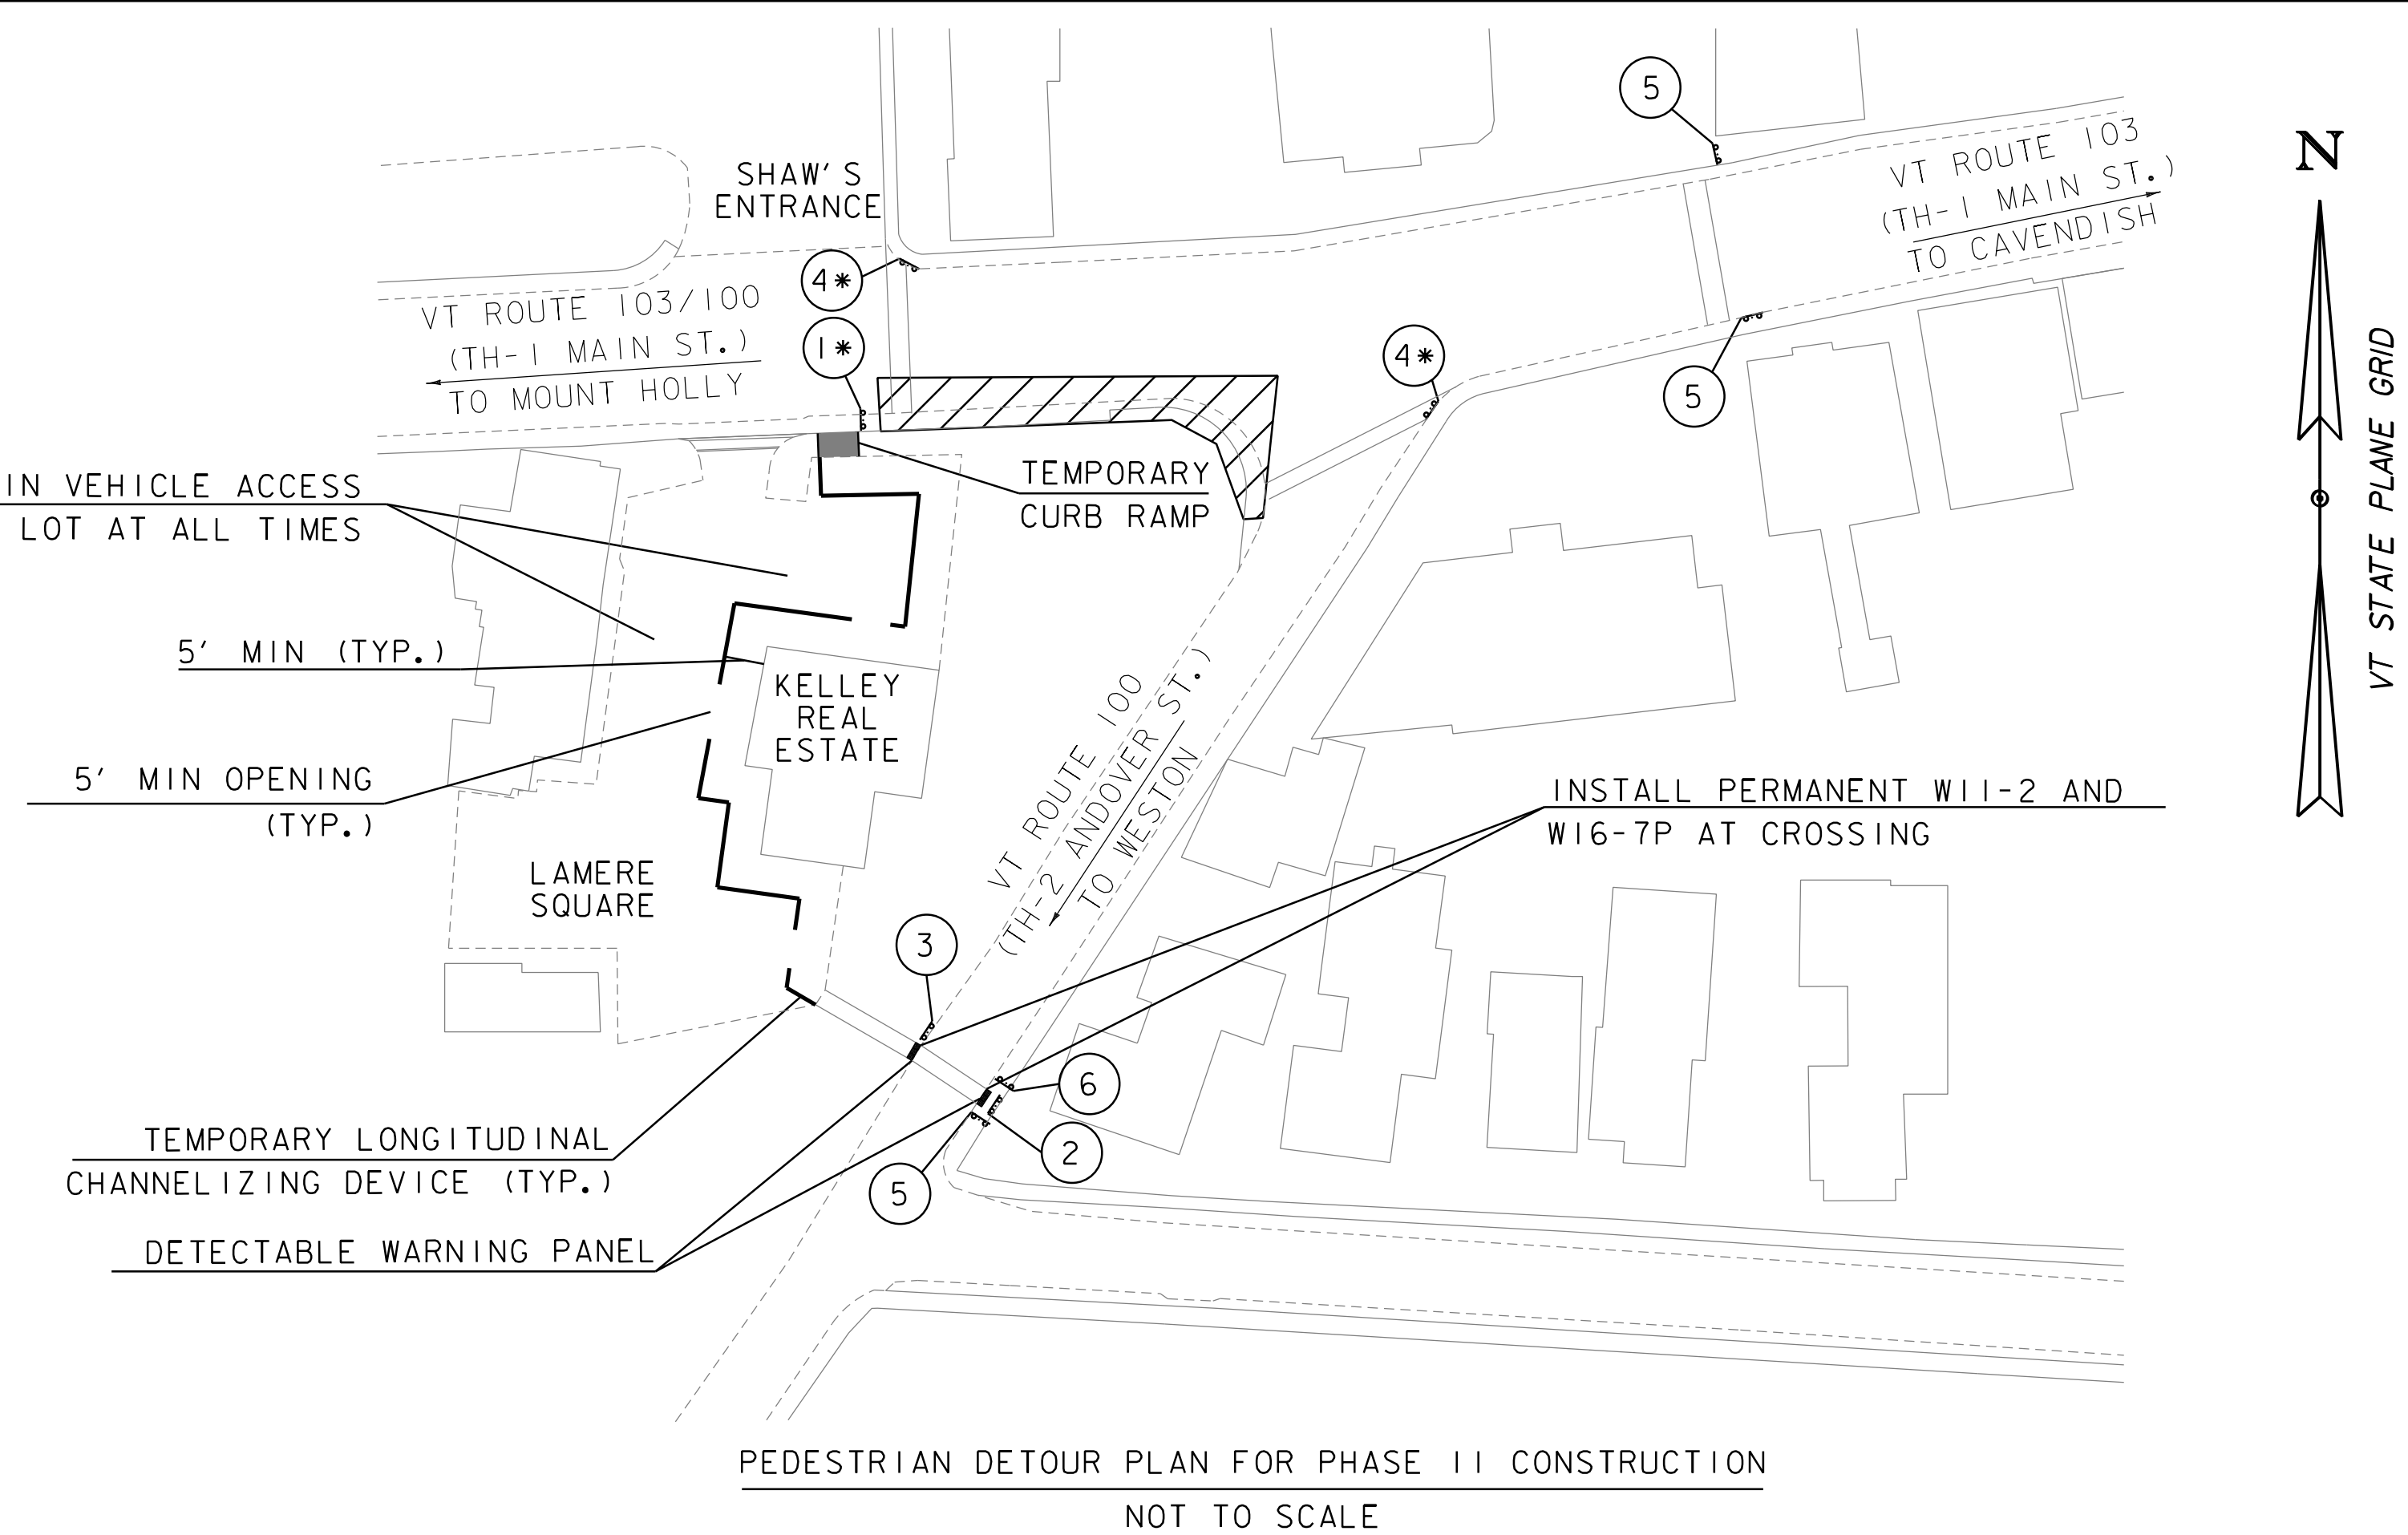 5
SHAW'S
ENTRANCE
4*
1*
VT ROUTE 103/100
(TH-1 MAIN ST.)
TO MOUNT HOLLY
4*
5
VT ROUTE 103
(TH-1 MAIN ST.)
TO CAVENDISH
N
VT STATE PLANE GRID
IN VEHICLE ACCESS
LOT AT ALL TIMES
TEMPORARY
CURB RAMP
5' MIN (TYP.)
KELLEY
REAL
ESTATE
5' MIN OPENING
(TYP.)
VT ROUTE 100
(TH-2 ANDOVER ST.)
TO WESTON
INSTALL PERMANENT W11-2 AND
W16-7P AT CROSSING
LAMERE
SQUARE
3
6
2
5
TEMPORARY LONGITUDINAL
CHANNELIZING DEVICE (TYP.)
DETECTABLE WARNING PANEL
PEDESTRIAN DETOUR PLAN FOR PHASE II CONSTRUCTION
NOT TO SCALE